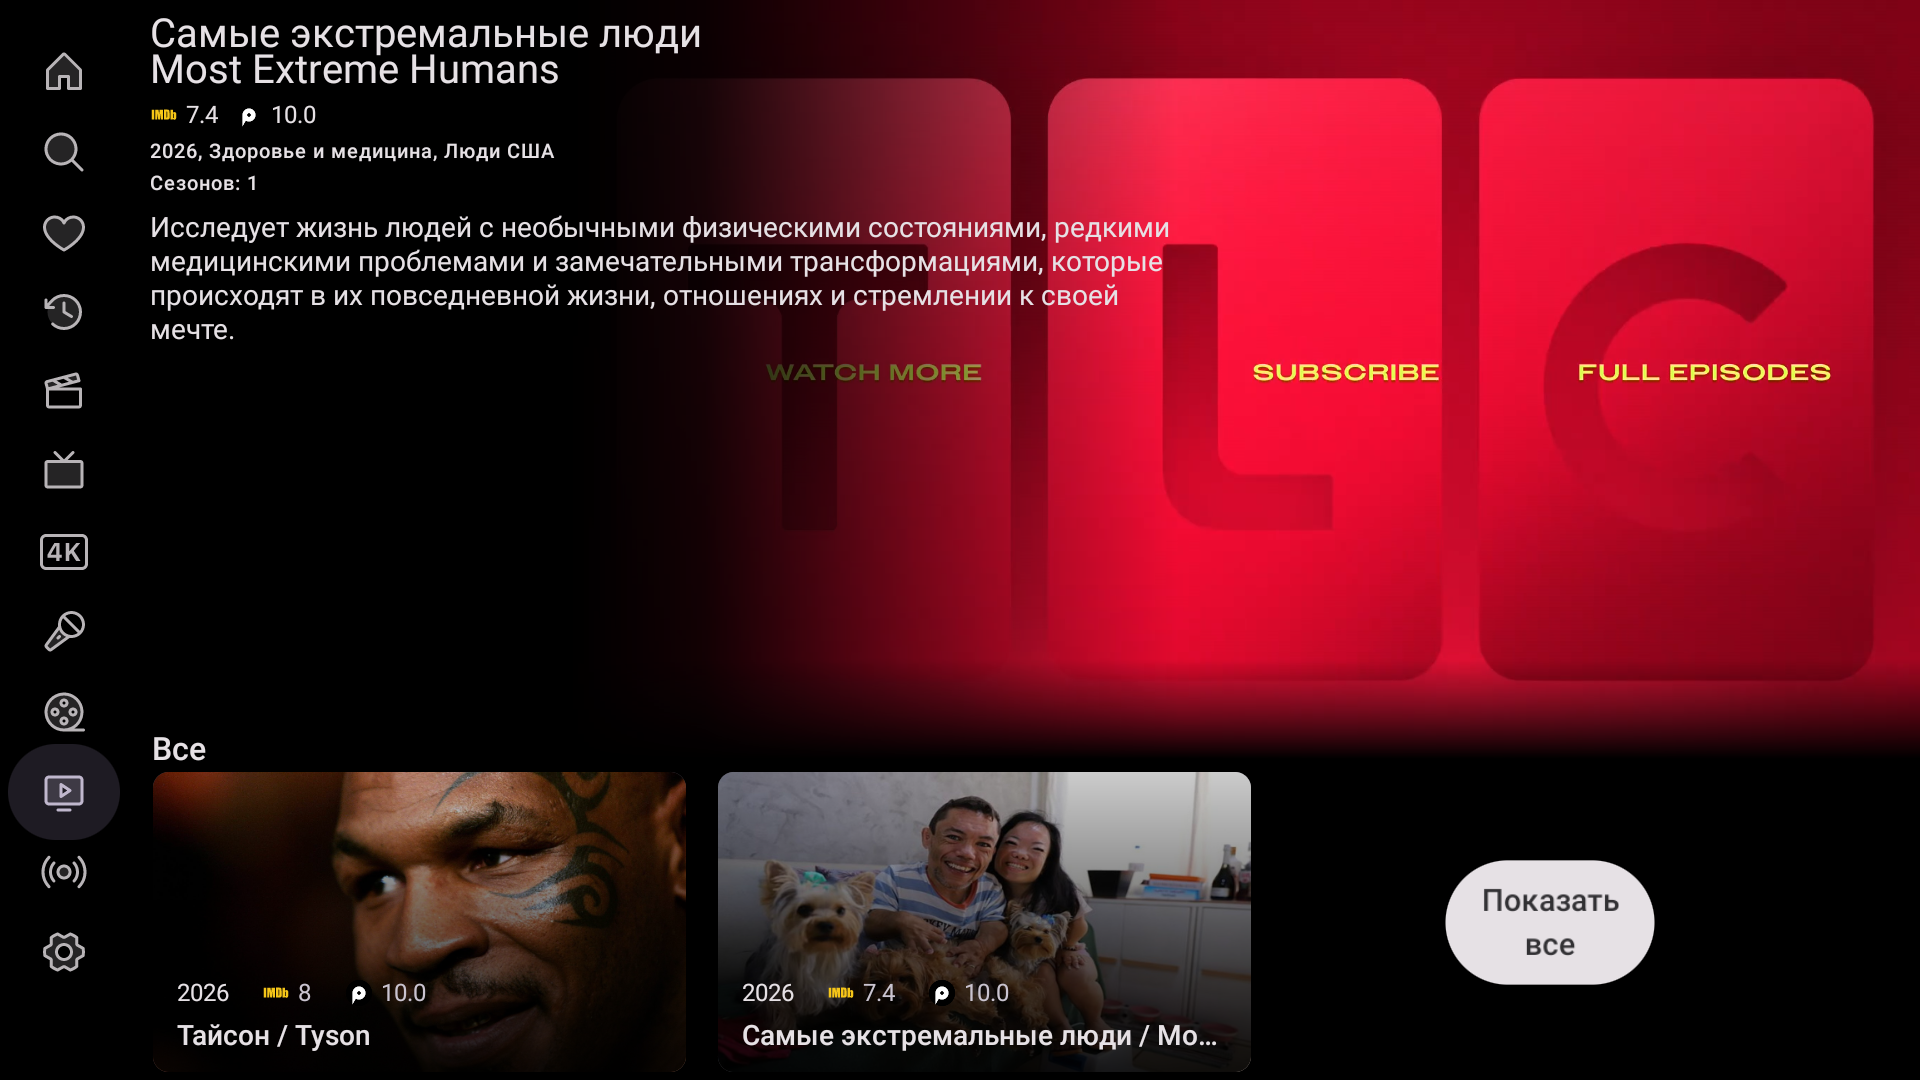 Самые экстремальные люди
Most Extreme Humans
IMDb 7.4 10.0
2026, Здоровье и медицина, Люди США
Сезонов: 1
Исследует жизнь людей с необычными физическими состояниями, редкими
медицинскими проблемами и замечательными трансформациями, которые
происходят в их повседневной жизни, отношениях и стремлении к своей
мечте.
TLC
WATCH MORE
SUBSCRIBE
FULL EPISODES
4K
Все
2026 IMDb 8 10.0
Тайсон / Tyson
2026 IMDb 7.4 10.0
Самые экстремальные люди / Mo...
Показать
все